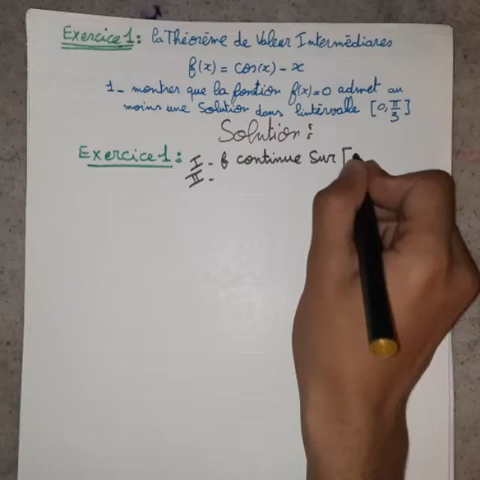 Exercice 1: la Théorème de Valeur Intermédiares
f(x) = cos(x) - x
1 - montrer que la fonction f(x)=0 admet au
moins une Solution dans l'intervalle [0, π/3]
Solution:
Exercice 1: I - f continue Sur [
II -